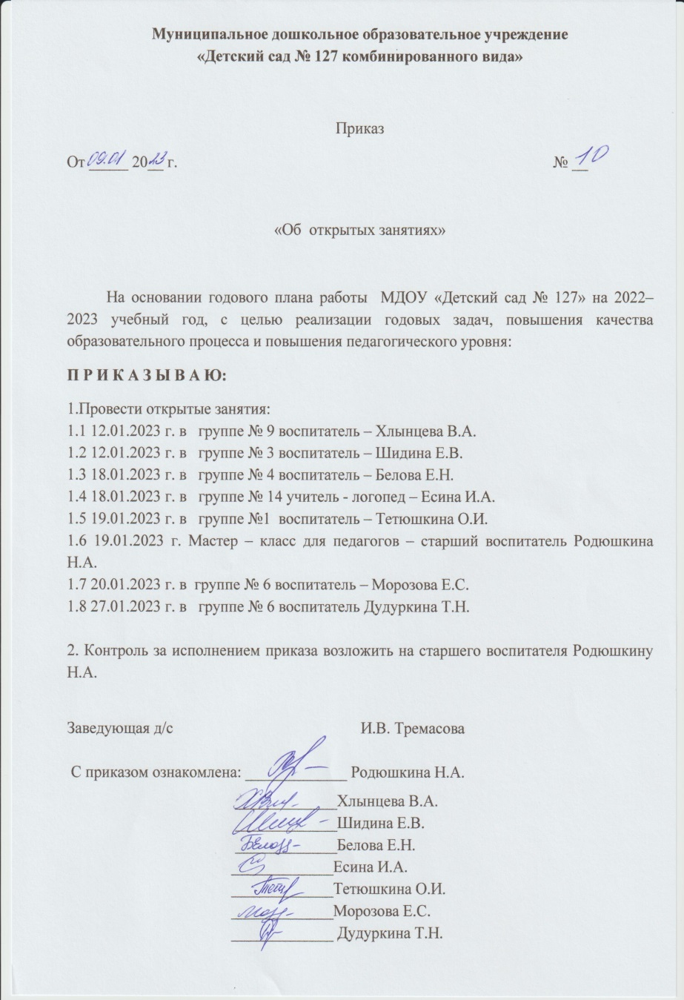 Муниципальное дошкольное образовательное учреждение
«Детский сад № 127 комбинированного вида»
Приказ
От 09.01 2023 г. № 10
«Об открытых занятиях»
На основании годового плана работы МДОУ «Детский сад № 127» на 2022–
2023 учебный год, с целью реализации годовых задач, повышения качества
образовательного процесса и повышения педагогического уровня:
П Р И К А З Ы В А Ю:
1.Провести открытые занятия:
1.1 12.01.2023 г. в группе № 9 воспитатель – Хлынцева В.А.
1.2 12.01.2023 г. в группе № 3 воспитатель – Шидина Е.В.
1.3 18.01.2023 г. в группе № 4 воспитатель – Белова Е.Н.
1.4 18.01.2023 г. в группе № 14 учитель - логопед – Есина И.А.
1.5 19.01.2023 г. в группе №1 воспитатель – Тетюшкина О.И.
1.6 19.01.2023 г. Мастер – класс для педагогов – старший воспитатель Родюшкина
Н.А.
1.7 20.01.2023 г. в группе № 6 воспитатель – Морозова Е.С.
1.8 27.01.2023 г. в группе № 6 воспитатель Дудуркина Т.Н.
2. Контроль за исполнением приказа возложить на старшего воспитателя Родюшкину
Н.А.
Заведующая д/с И.В. Тремасова
С приказом ознакомлена: Родюшкина Н.А.
Хлынцева В.А.
Шидина Е.В.
Белова Е.Н.
Есина И.А.
Тетюшкина О.И.
Морозова Е.С.
Дудуркина Т.Н.